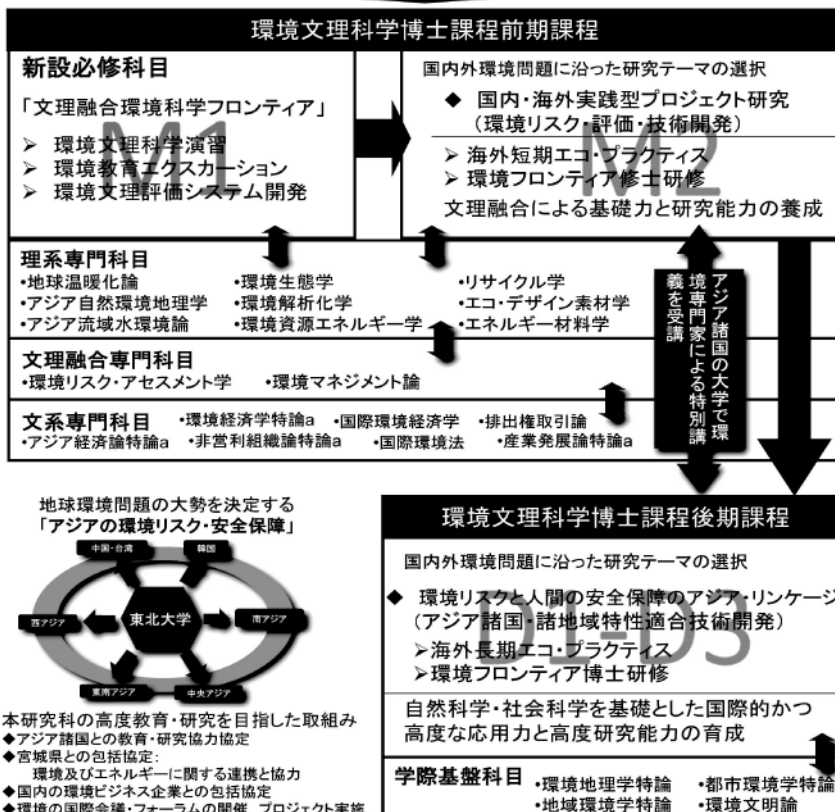 環境文理科学博士課程前期課程
新設必修科目
「文理融合環境科学フロンティア」
➢ 環境文理科学演習
➢ 環境教育エクスカーション
➢ 環境文理評価システム開発
M1
国内外環境問題に沿った研究テーマの選択
◆ 国内・海外実践型プロジェクト研究
(環境リスク・評価・技術開発)
➢ 海外短期エコ・プラクティス
➢ 環境フロンティア修士研修
文理融合による基礎力と研究能力の養成
M2
理系専門科目
・地球温暖化論 ・環境生態学 ・リサイクル学
・アジア自然環境地理学 ・環境解析化学 ・エコ・デザイン素材学
・アジア流域水環境論 ・環境資源エネルギー学 ・エネルギー材料学
文理融合専門科目
・環境リスク・アセスメント学 ・環境マネジメント論
文系専門科目 ・環境経済学特論a ・国際環境経済学 ・排出権取引論
・アジア経済論特論a ・非営利組織論特論a ・国際環境法 ・産業発展論特論a
アジア諸国の大学で環
境専門家による特別講
義を受講
地球環境問題の大勢を決定する
「アジアの環境リスク・安全保障」
中国・台湾 韓国
西アジア 東北大学 南アジア
東南アジア 中央アジア
本研究科の高度教育・研究を目指した取組み
◆アジア諸国との教育・研究協力協定
◆宮城県との包括協定:
環境及びエネルギーに関する連携と協力
◆国内の環境ビジネス企業との包括協定
◆環境の国際会議・フォーラムの開催、プロジェクト実施
環境文理科学博士課程後期課程
国内外環境問題に沿った研究テーマの選択
◆ 環境リスクと人間の安全保障のアジア・リンケージ
(アジア諸国・諸地域特性適合技術開発)
➢海外長期エコ・プラクティス
➢環境フロンティア博士研修
D1-D3
自然科学・社会科学を基礎とした国際的かつ
高度な応用力と高度研究能力の育成
学際基盤科目 ・環境地理学特論 ・都市環境学特論
・地域環境学特論 ・環境文明論